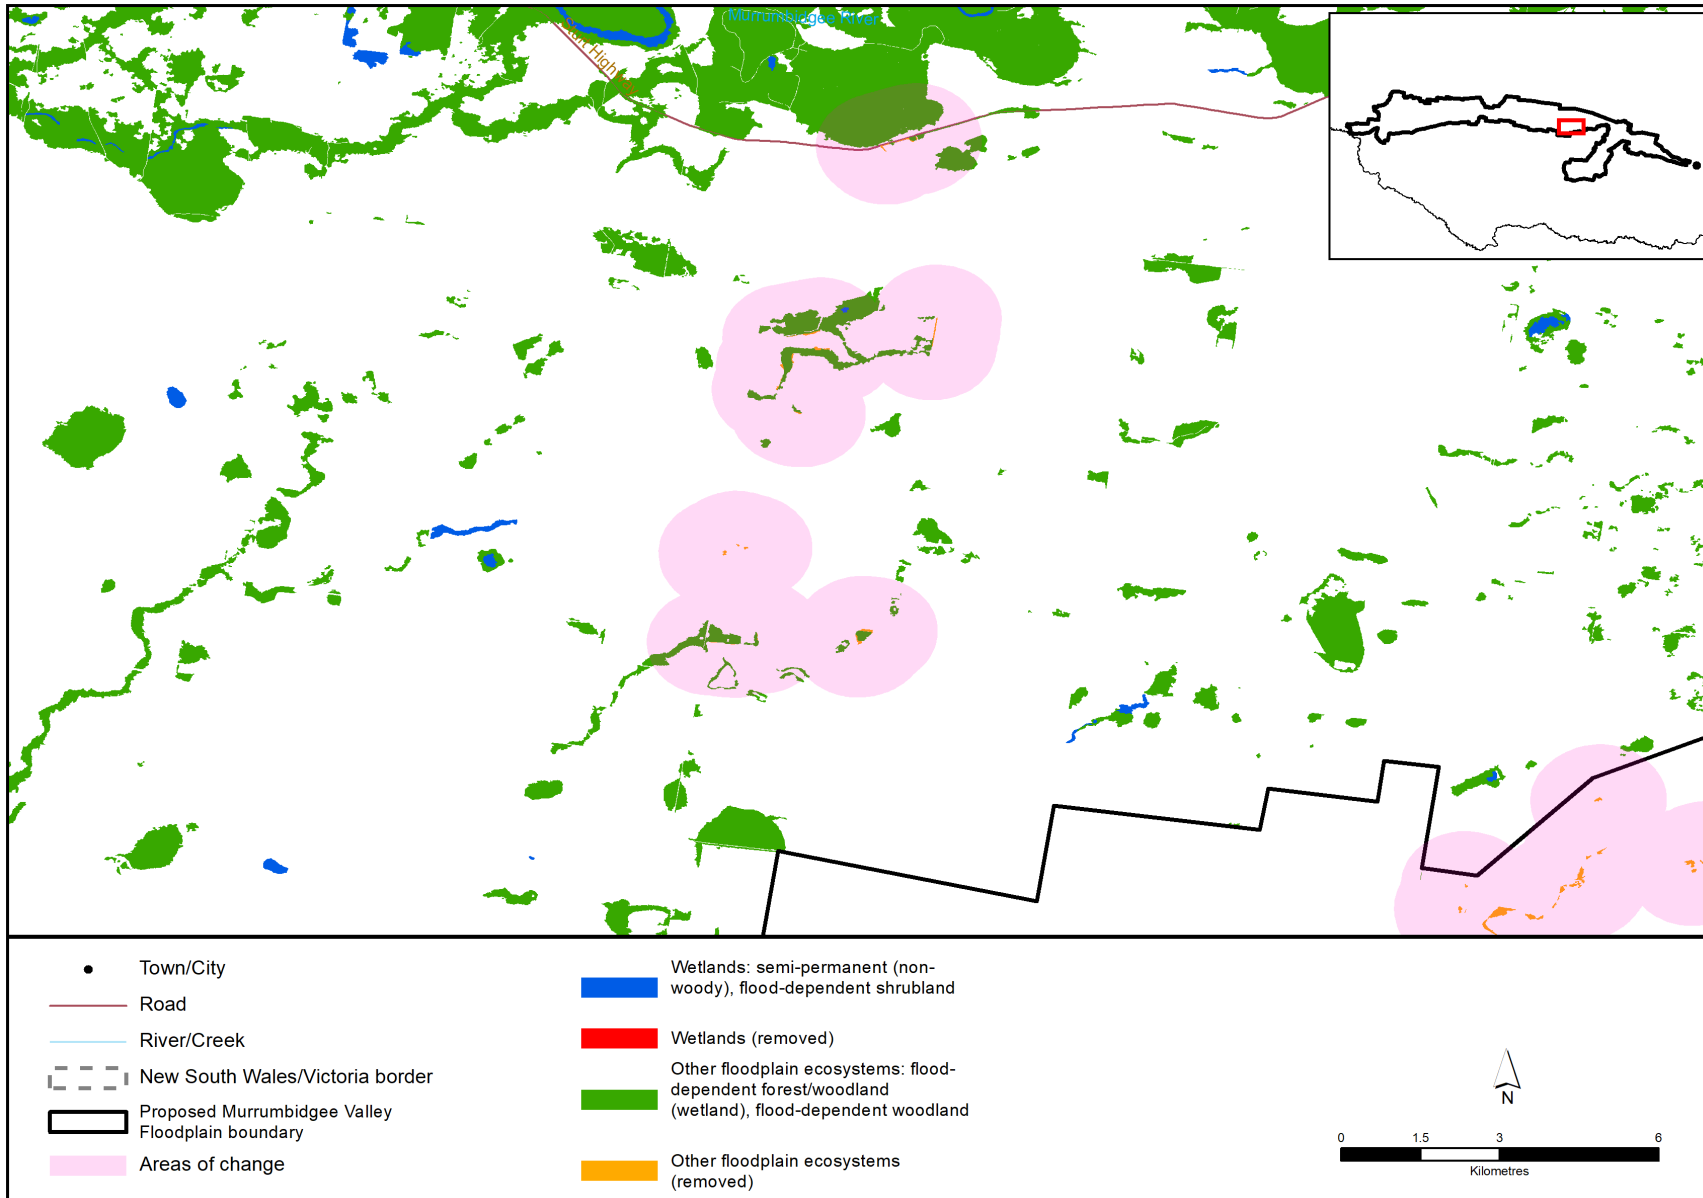 Murrumbidgee River
Town/City
Road
River/Creek
New South Wales/Victoria border
Proposed Murrumbidgee Valley
Floodplain boundary
Areas of change
Wetlands: semi-permanent (non-
woody), flood-dependent shrubland
Wetlands (removed)
Other floodplain ecosystems: flood-
dependent forest/woodland
(wetland), flood-dependent woodland
Other floodplain ecosystems
(removed)
N
0 1.5 3 6
Kilometres